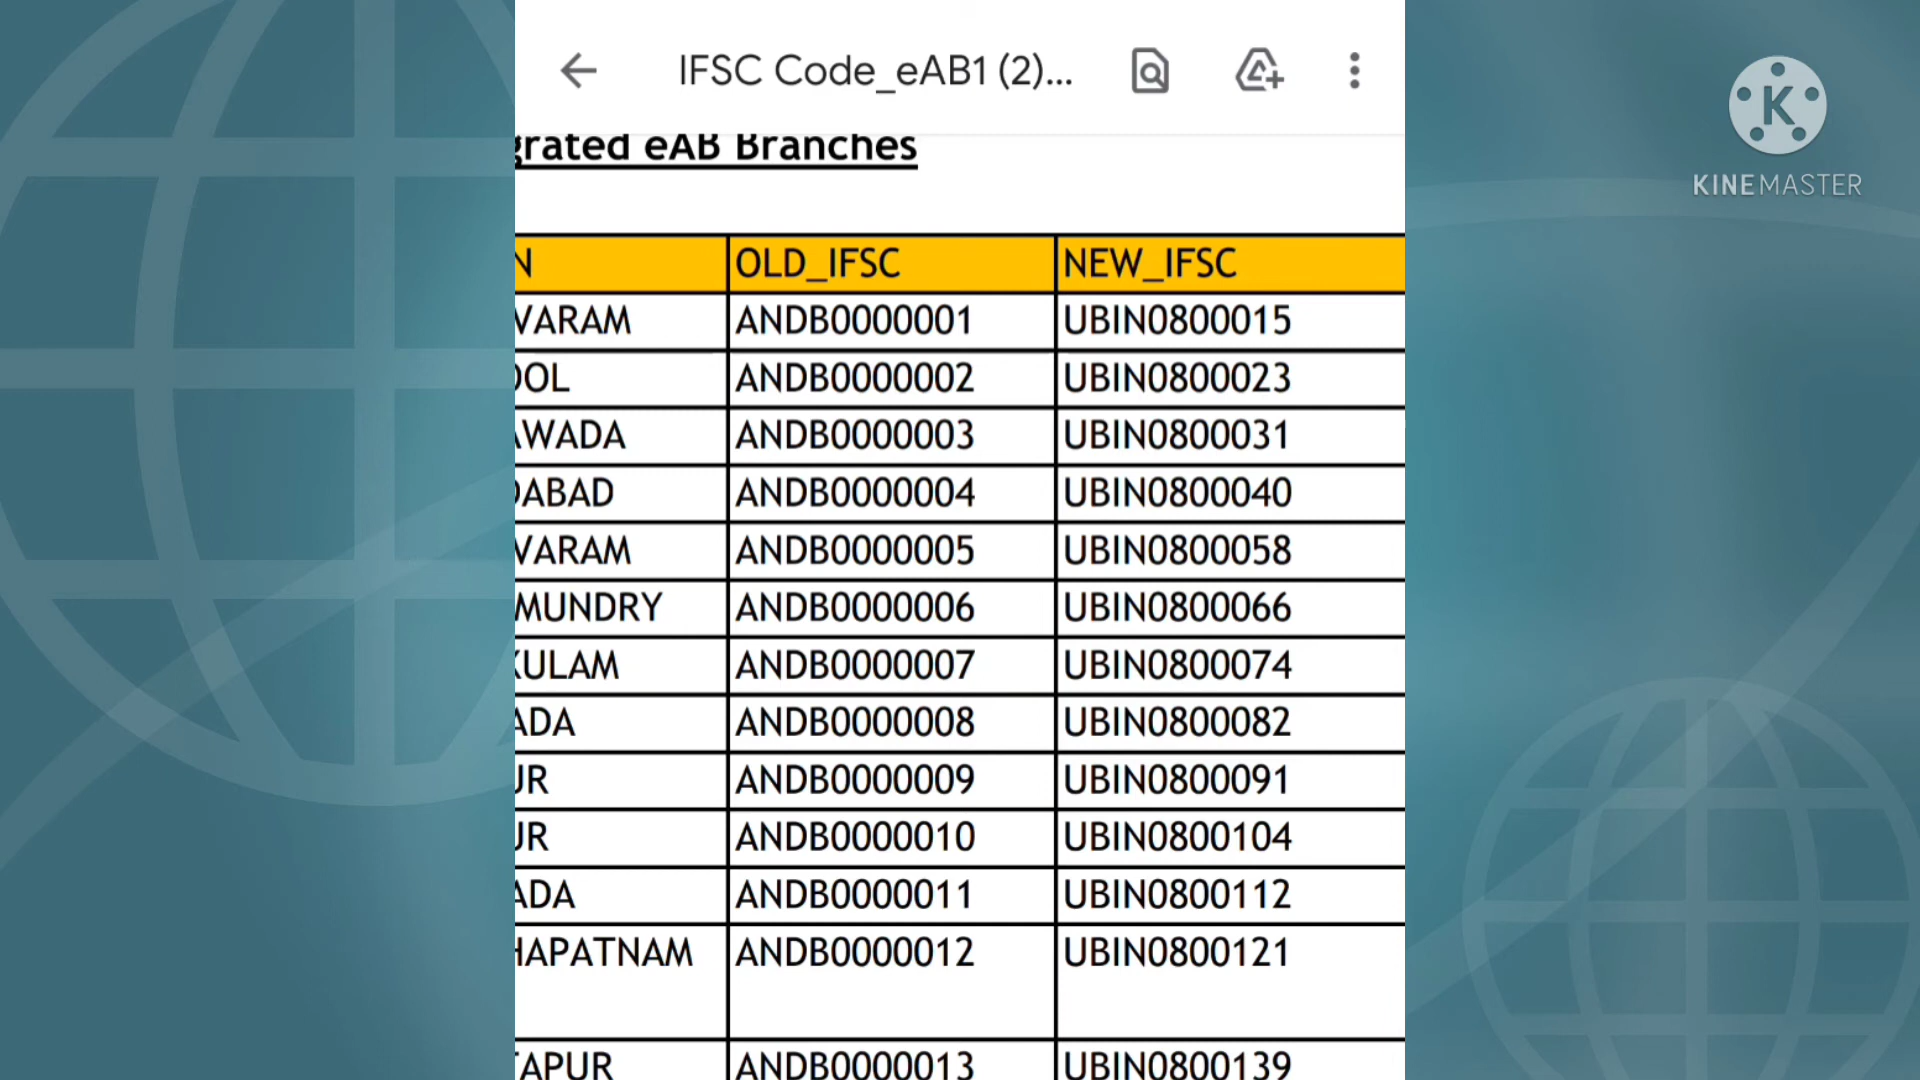 IFSC Code_eAB1 (2)...
K
KINEMASTER
grated eAB Branches
N OLD_IFSC NEW_IFSC
VARAM ANDB0000001 UBIN0800015
OOL ANDB0000002 UBIN0800023
AWADA ANDB0000003 UBIN0800031
DABAD ANDB0000004 UBIN0800040
VARAM ANDB0000005 UBIN0800058
MUNDRY ANDB0000006 UBIN0800066
KULAM ANDB0000007 UBIN0800074
ADA ANDB0000008 UBIN0800082
UR ANDB0000009 UBIN0800091
UR ANDB0000010 UBIN0800104
ADA ANDB0000011 UBIN0800112
HAPATNAM ANDB0000012 UBIN0800121
TAPUR ANDB0000013 UBIN0800139